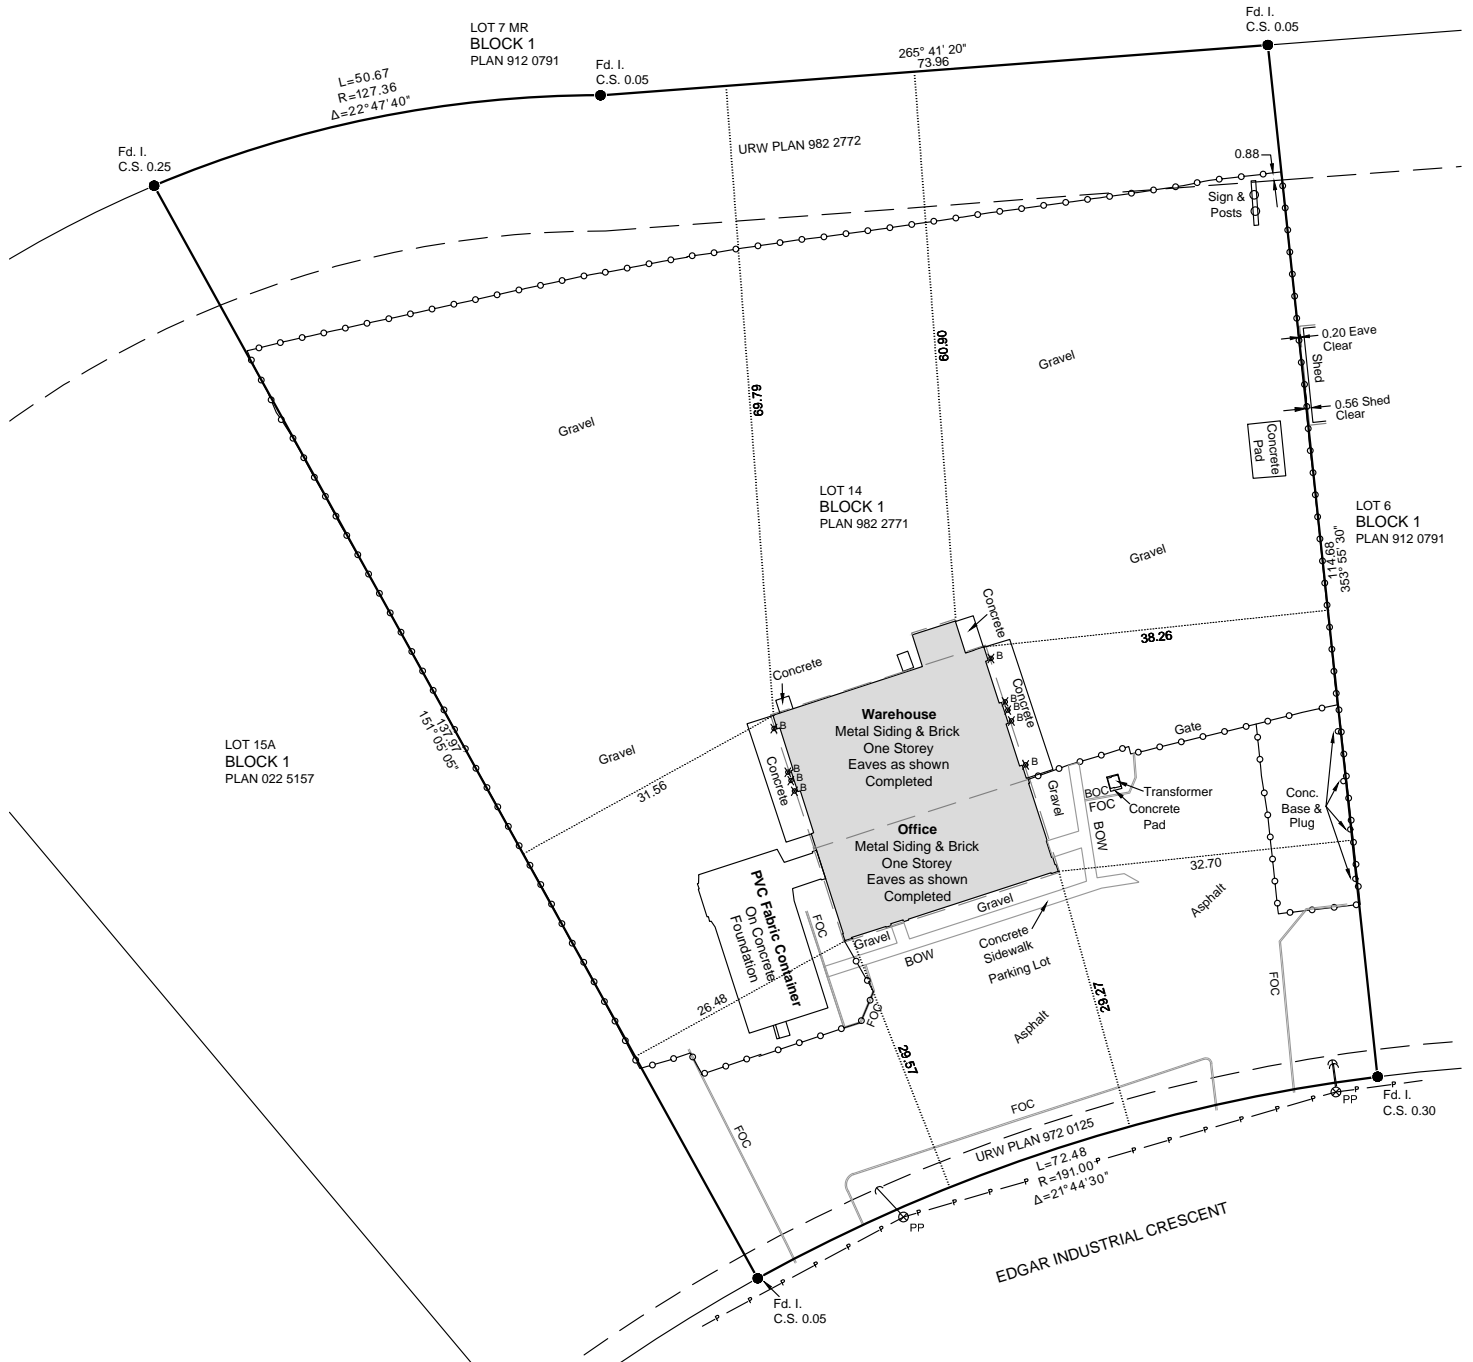 LOT 7 MR
BLOCK 1
PLAN 912 0791
Fd. I.
C.S. 0.05
265° 41' 20"
73.96
Fd. I.
C.S. 0.05
L=50.67
R=127.36
Δ=22°47'40"
Fd. I.
C.S. 0.25
URW PLAN 982 2772
0.88
Sign &
Posts
0.20 Eave
Clear
Shed
0.56 Shed
Clear
Concrete
Pad
Gravel
Gravel
69.79
60.90
LOT 14
BLOCK 1
PLAN 982 2771
LOT 6
BLOCK 1
PLAN 912 0791
114.68
353° 55' 30"
Gravel
Concrete
38.26
Concrete
B
Concrete
B
B
B
B
Gate
Warehouse
Metal Siding & Brick
One Storey
Eaves as shown
Completed
B
B
B
B
Concrete
LOT 15A
BLOCK 1
PLAN 022 5157
137.97
151° 05' 05"
Gravel
31.56
Gravel
BOC
FOC
BOW
Transformer
Concrete
Pad
Conc.
Base &
Plug
Office
Metal Siding & Brick
One Storey
Eaves as shown
Completed
32.70
Asphalt
PVC Fabric Container
On Concrete
Foundation
FOC
Gravel
Gravel
BOW
Concrete
Sidewalk
Parking Lot
26.48
FOC
29.57
29.27
Asphalt
FOC
FOC
FOC
URW PLAN 972 0125
L=72.48
R=191.00
Δ=21°44'30"
PP
Fd. I.
C.S. 0.30
PP
EDGAR INDUSTRIAL CRESCENT
Fd. I.
C.S. 0.05